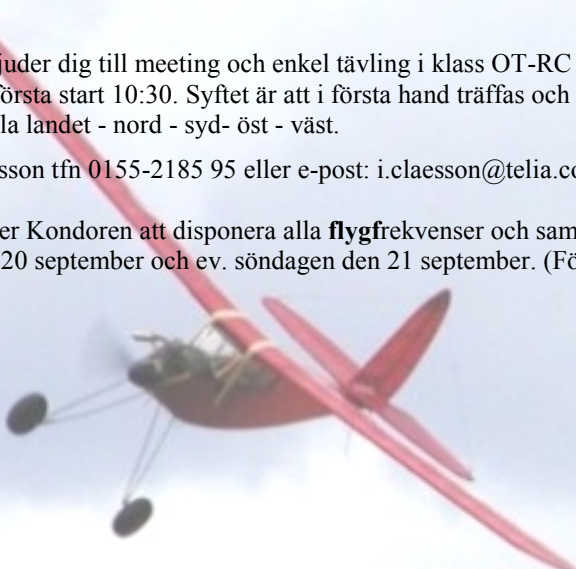 juder dig till meeting och enkel tävling i klass OT-RC
örsta start 10:30. Syftet är att i första hand träffas och
la landet - nord - syd- öst - väst.
sson tfn 0155-2185 95 eller e-post: i.claesson@telia.co
er Kondoren att disponera alla flygfrekvenser och sam
20 september och ev. söndagen den 21 september. (Fö